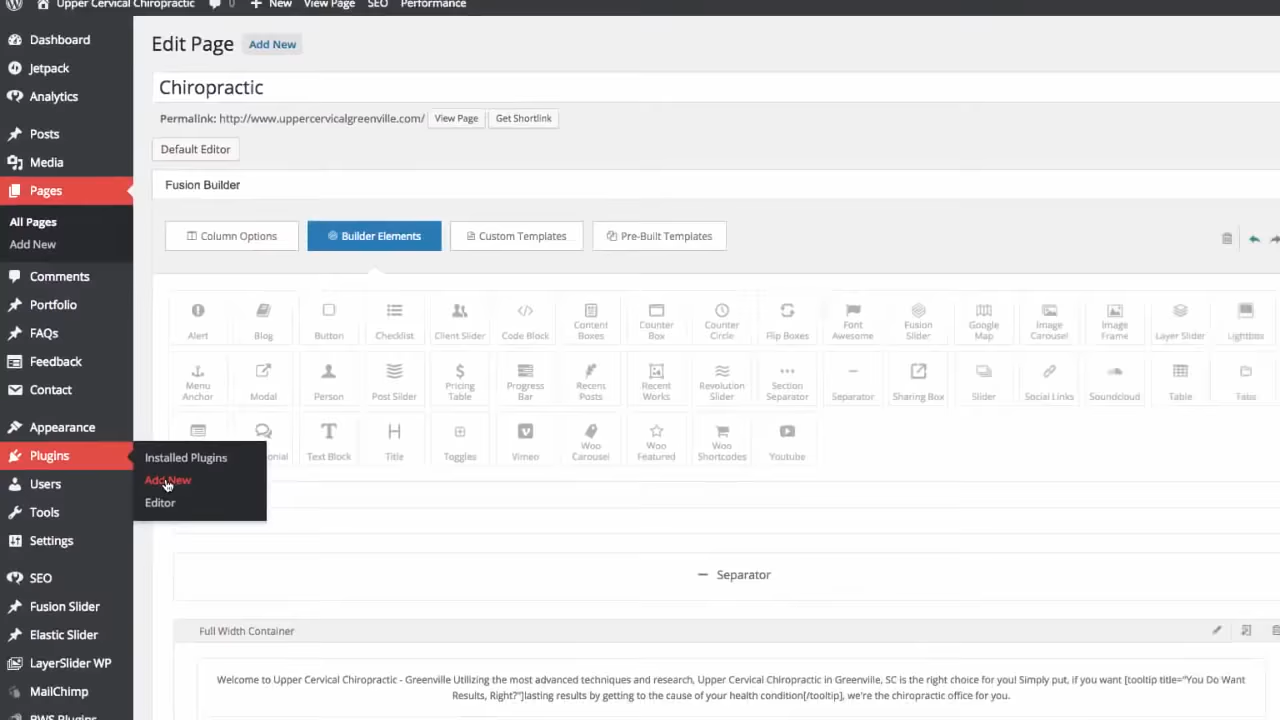 Upper Cervical Chiropractic 0 New View Page SEO Performance
Dashboard
Jetpack
Analytics
Posts
Media
Pages
All Pages
Add New
Comments
Portfolio
FAQs
Feedback
Contact
Appearance
Plugins
Users
Tools
Settings
SEO
Fusion Slider
Elastic Slider
LayerSlider WP
MailChimp
BWS Plugins
Installed Plugins
Add New
Editor
Edit Page Add New
Chiropractic
Permalink: http://www.uppercervicalgreenville.com/ View Page Get Shortlink
Default Editor
Fusion Builder
Column Options Builder Elements Custom Templates Pre-Built Templates
Alert Blog Button Checklist Client Slider Code Block Content Boxes Counter Box Counter Circle Flip Boxes Font Awesome Fusion Slider Google Map Image Carousel Image Frame Layer Slider Lightbox
Menu Anchor Modal Person Post Slider Pricing Table Progress Bar Recent Posts Recent Works Revolution Slider Section Separator Separator Sharing Box Slider Social Links Soundcloud Table Tabs
Text Block Title Toggles Vimeo Woo Carousel Woo Featured Woo Shortcodes Youtube
Separator
Full Width Container
Welcome to Upper Cervical Chiropractic - Greenville Utilizing the most advanced techniques and research, Upper Cervical Chiropractic in Greenville, SC is the right choice for you! Simply put, if you want [tooltip title="You Do Want
Results, Right?"]lasting results by getting to the cause of your health condition[/tooltip], we're the chiropractic office for you.